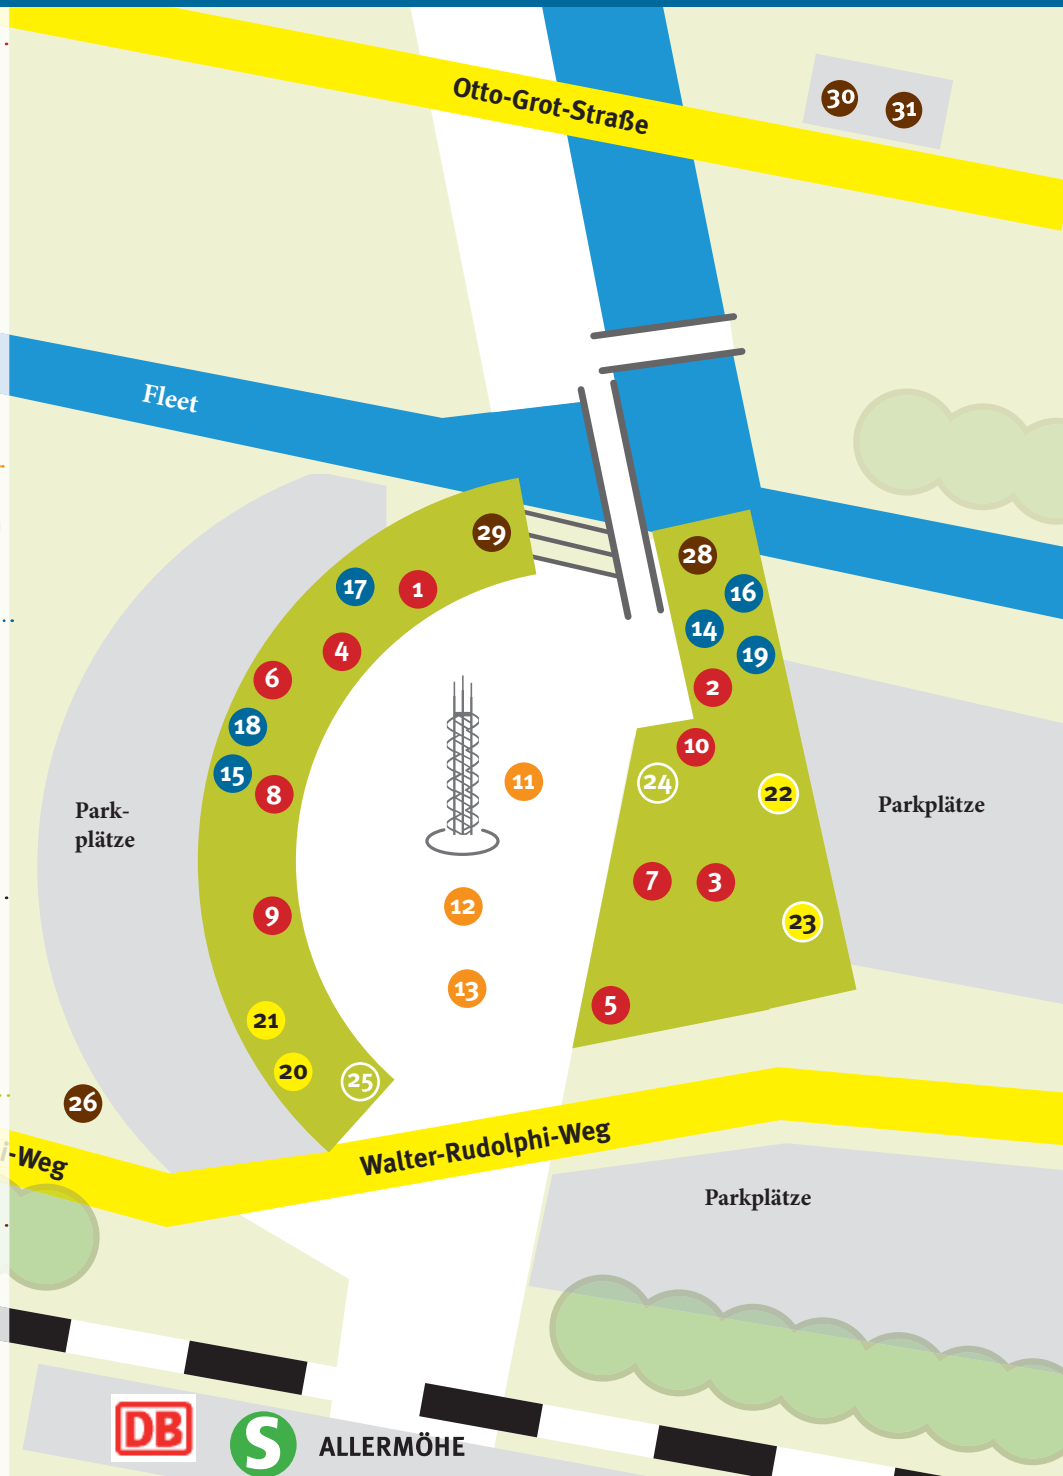 Otto-Grot-Straße
30
31
Fleet
29
28
17
1
16
14
4
19
6
2
18
10
15
11
24
8
22
Park-
plätze
Parkplätze
7
3
12
9
23
13
5
21
20
25
26
i-Weg
Walter-Rudolphi-Weg
Parkplätze
DB
S
ALLERMÖHE